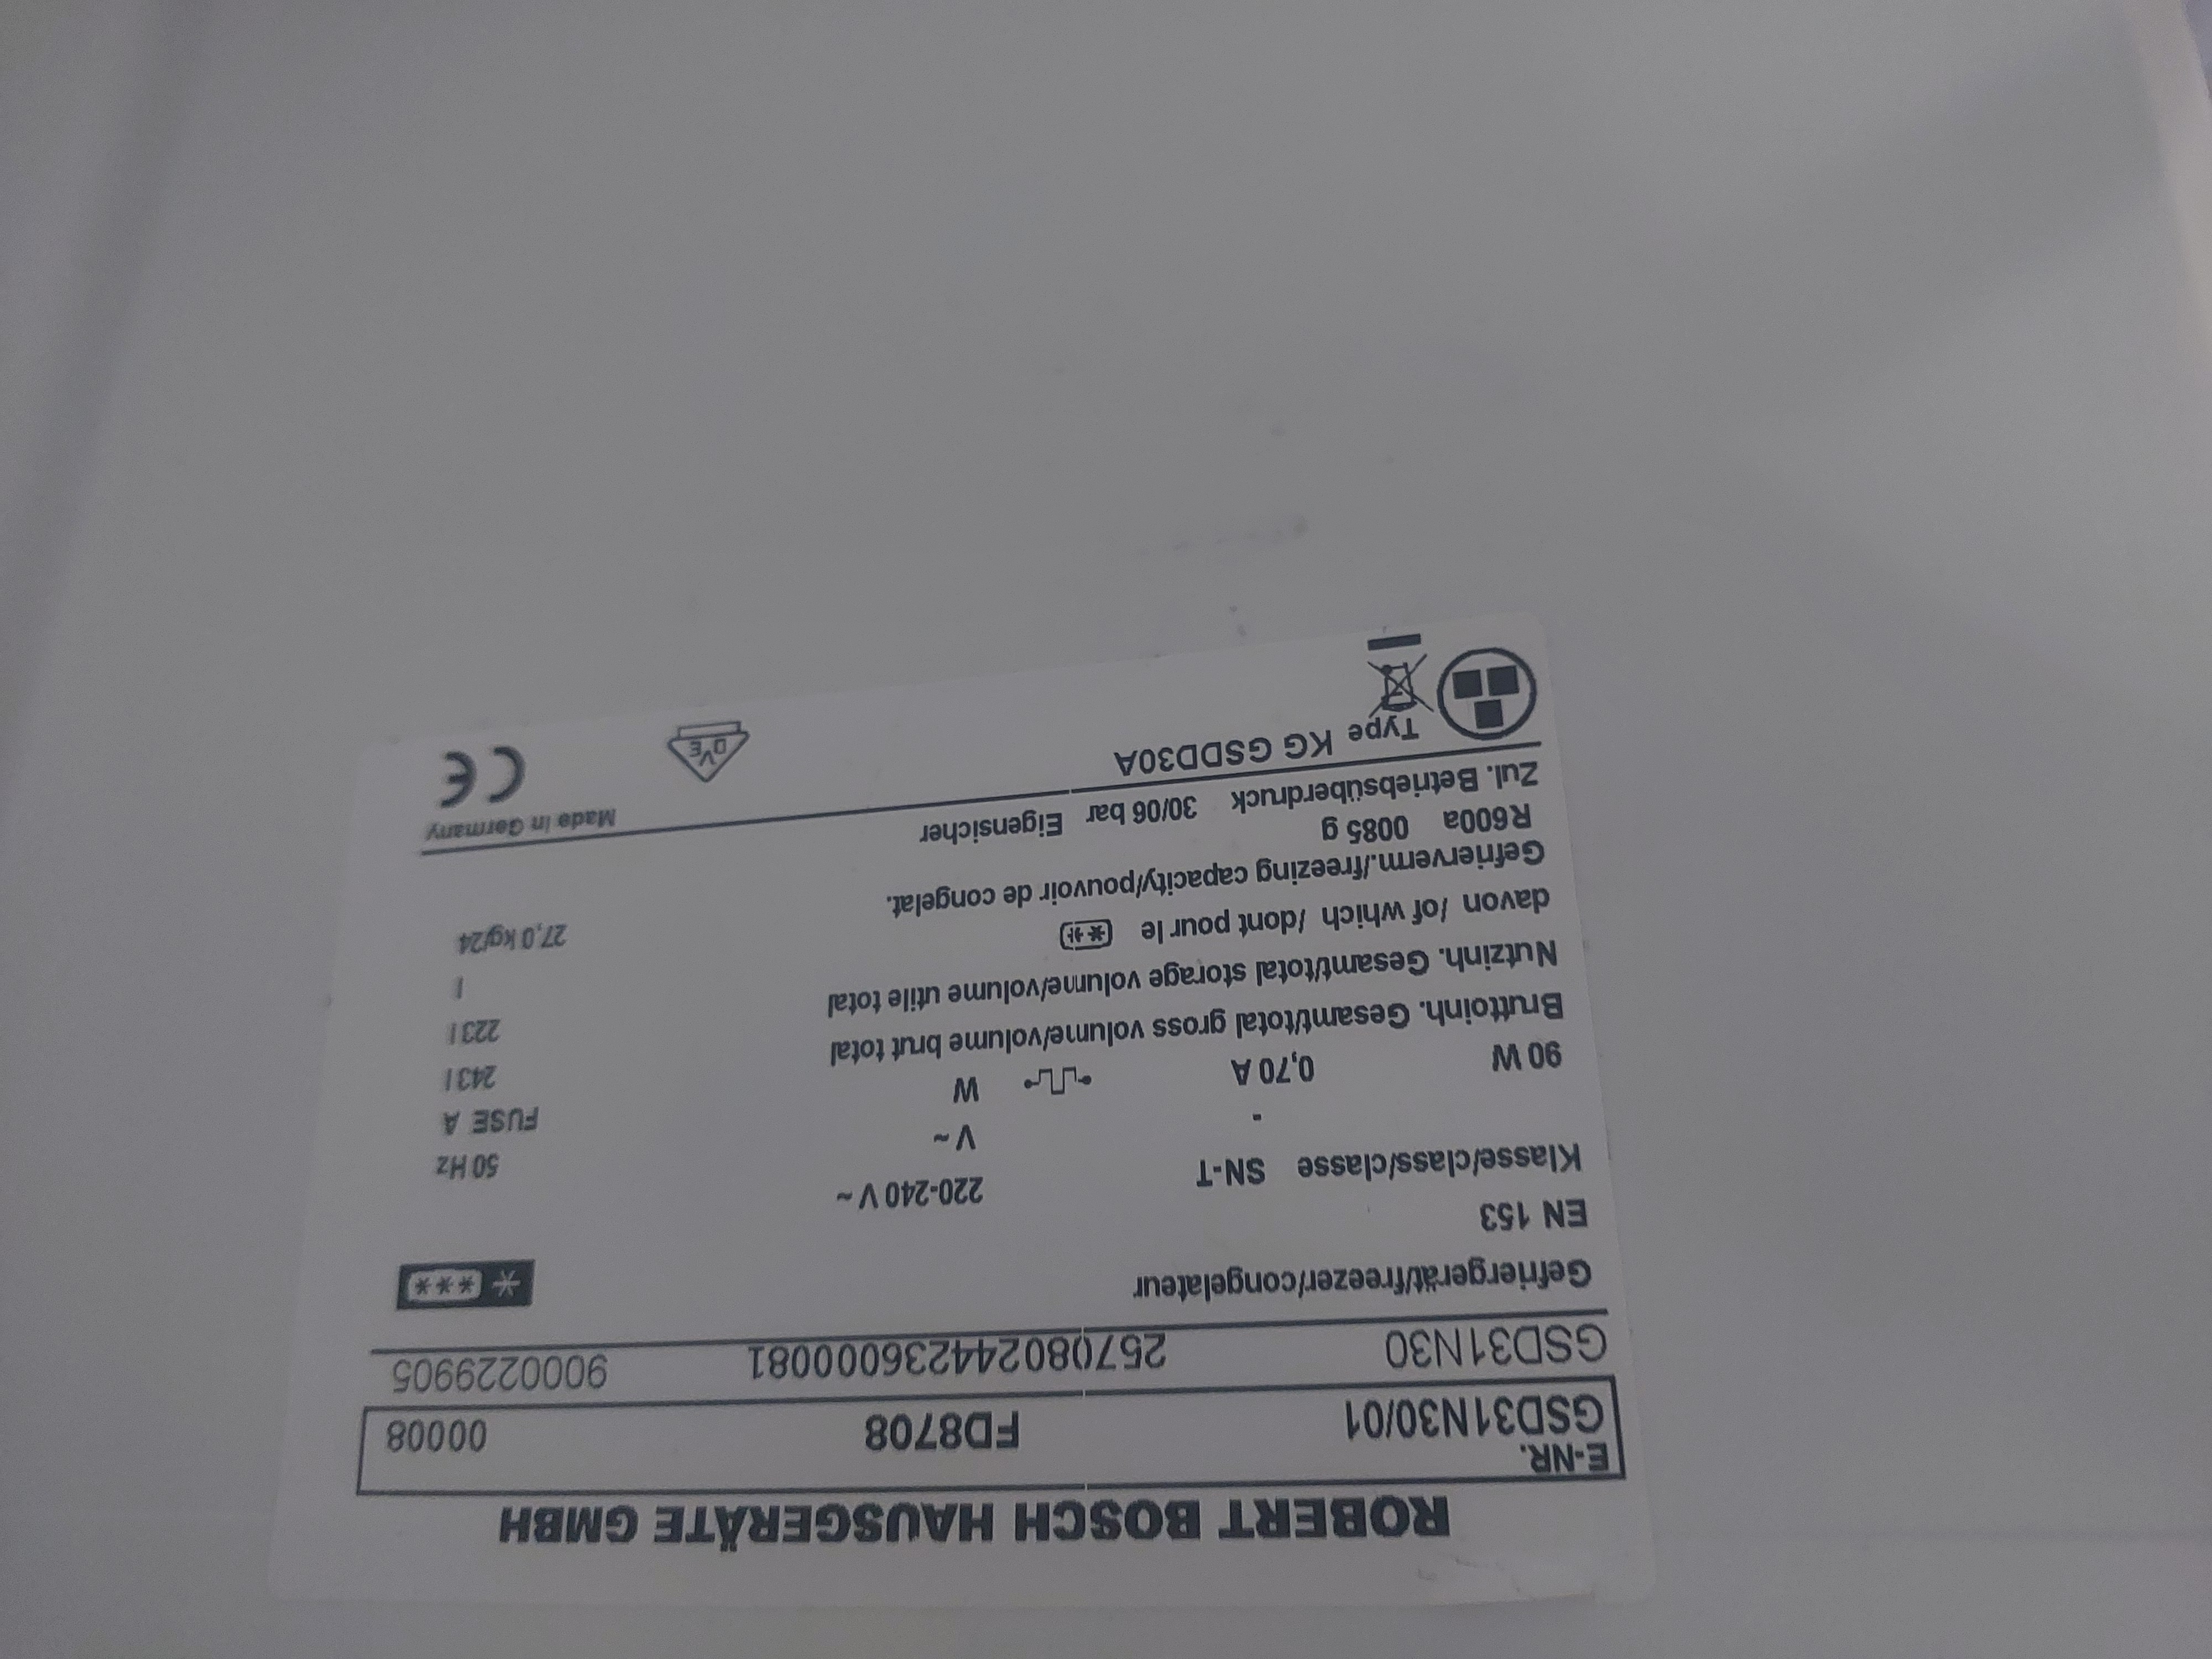 ROBERT BOSCH HAUSGERÄTE GMBH
E-NR.
GSD31N30/01 FD8708 00008
GSD31N30 257080244236000081 9000229905
Gefriergerät/freezer/congelateur * ***
EN 153
Klasse/class/classe SN-T 220-240 V ~ 50 Hz
- V ~ FUSE A
90 W 0,70 A W
Bruttoinh. Gesamt/total gross volume/volume brut total 243 l
Nutzinh. Gesamt/total storage volume/volume utile total 223 l
davon /of which /dont pour le l
Gefrierverm./freezing capacity/pouvoir de congelat. 27,0 kg/24
R600a 0085 g
Zul. Betriebsüberdruck 30/06 bar Eigensicher Made in Germany
Type KG GSDD30A DVE CE